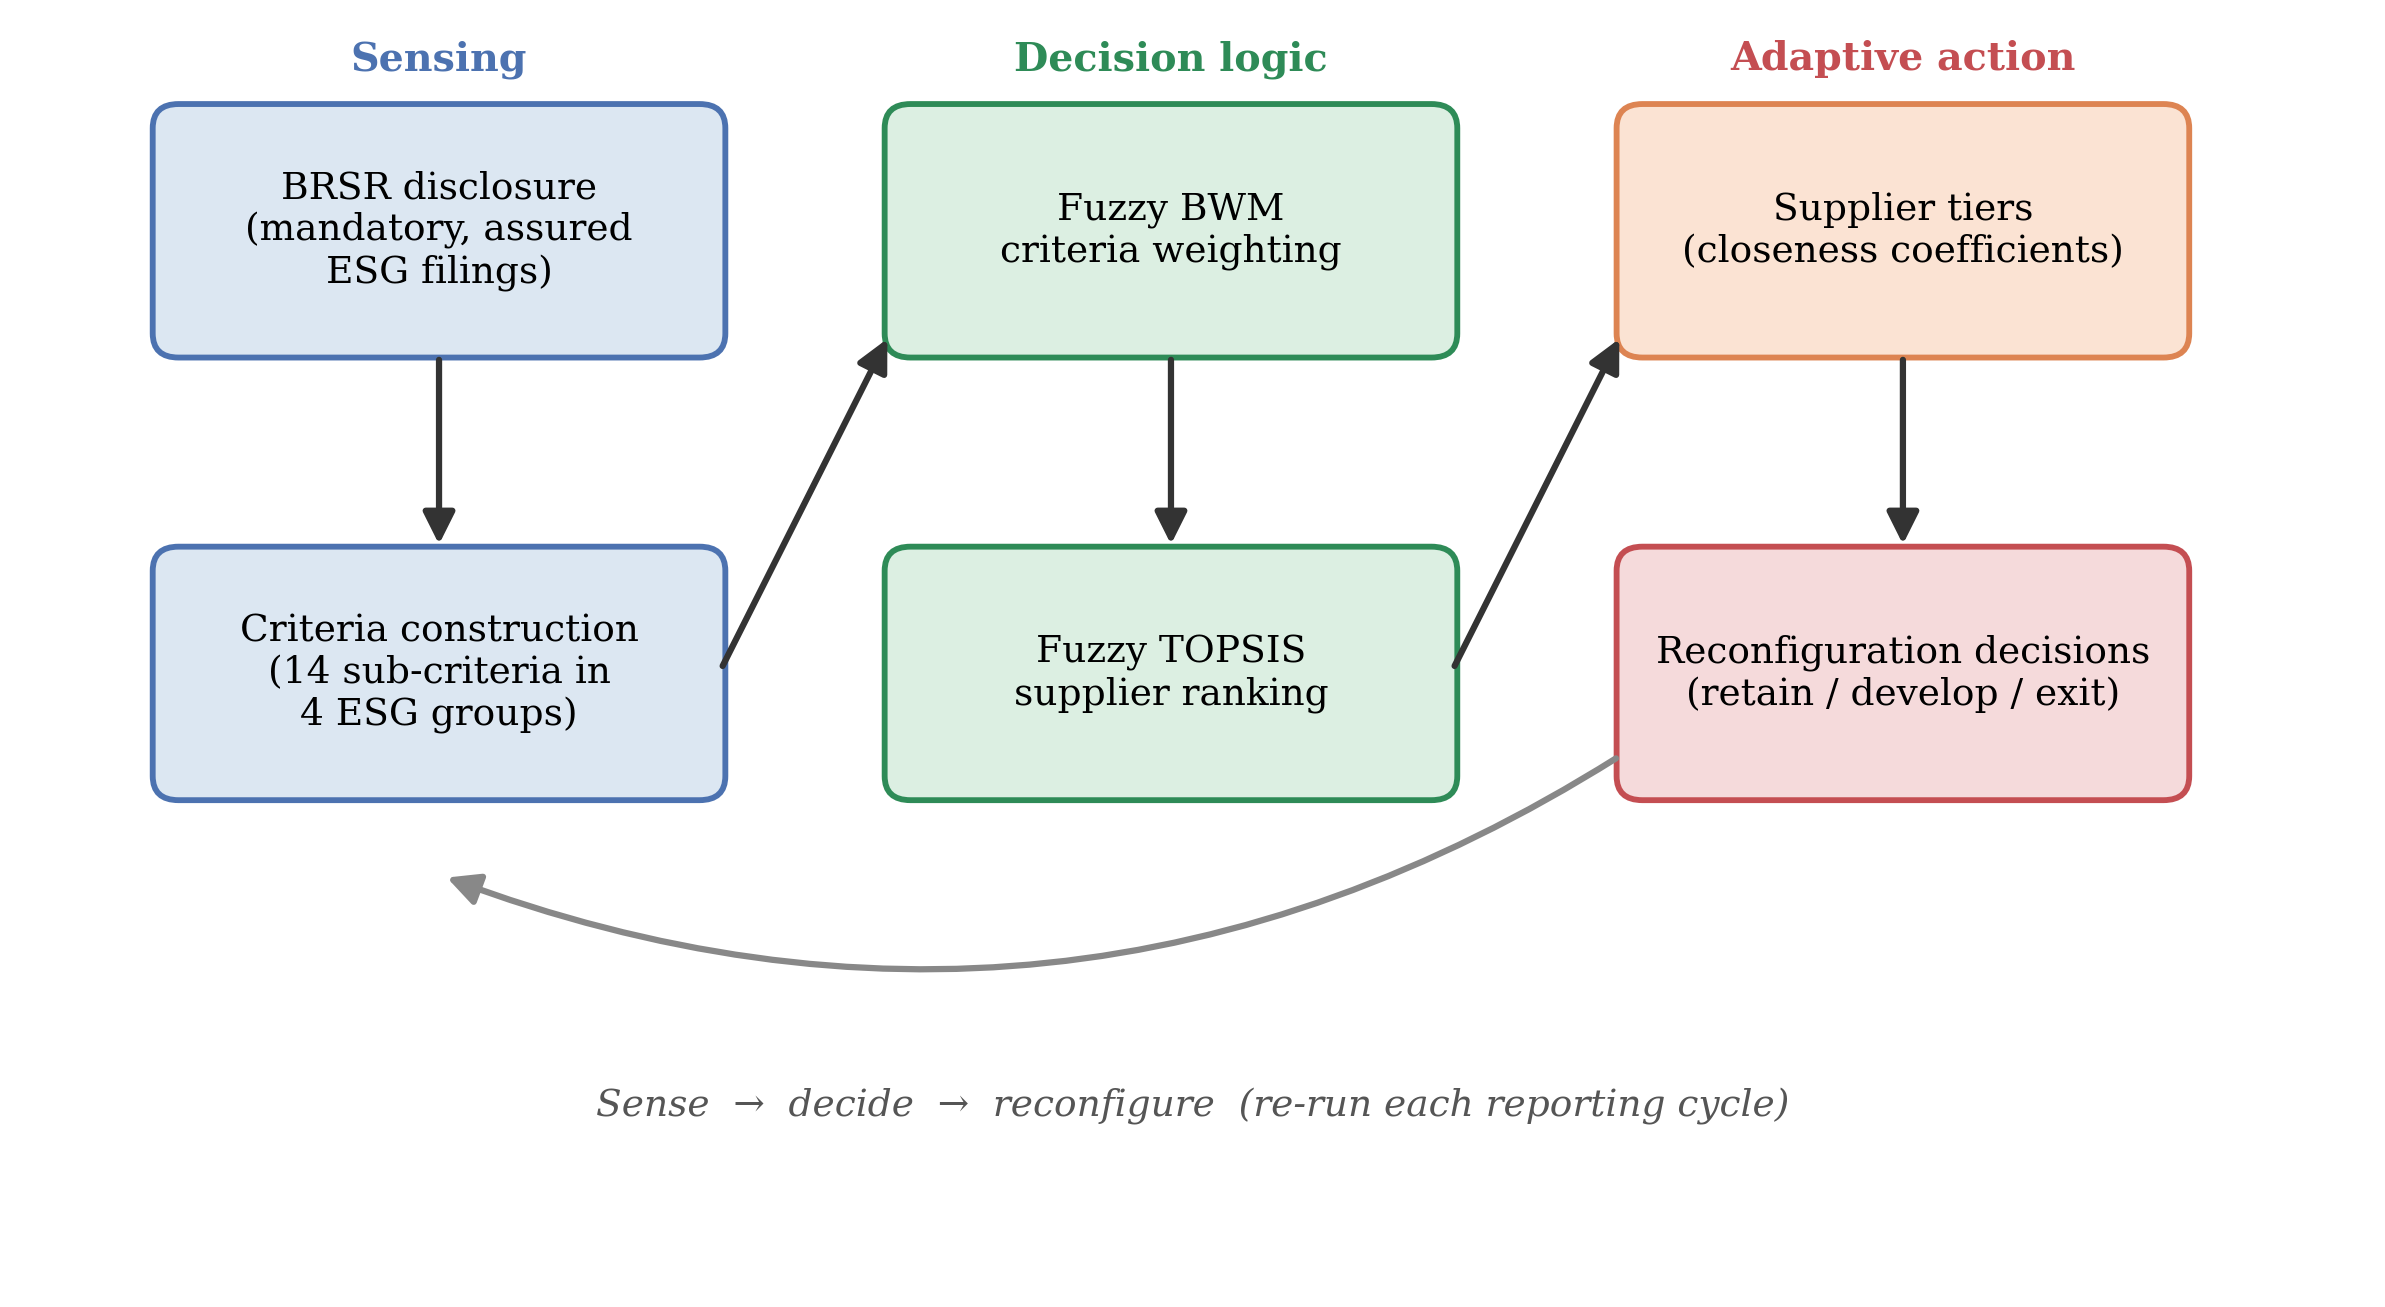 Sensing
Decision logic
Adaptive action
BRSR disclosure
(mandatory, assured
ESG filings)
Fuzzy BWM
criteria weighting
Supplier tiers
(closeness coefficients)
Criteria construction
(14 sub-criteria in
4 ESG groups)
Fuzzy TOPSIS
supplier ranking
Reconfiguration decisions
(retain / develop / exit)
Sense → decide → reconfigure (re-run each reporting cycle)